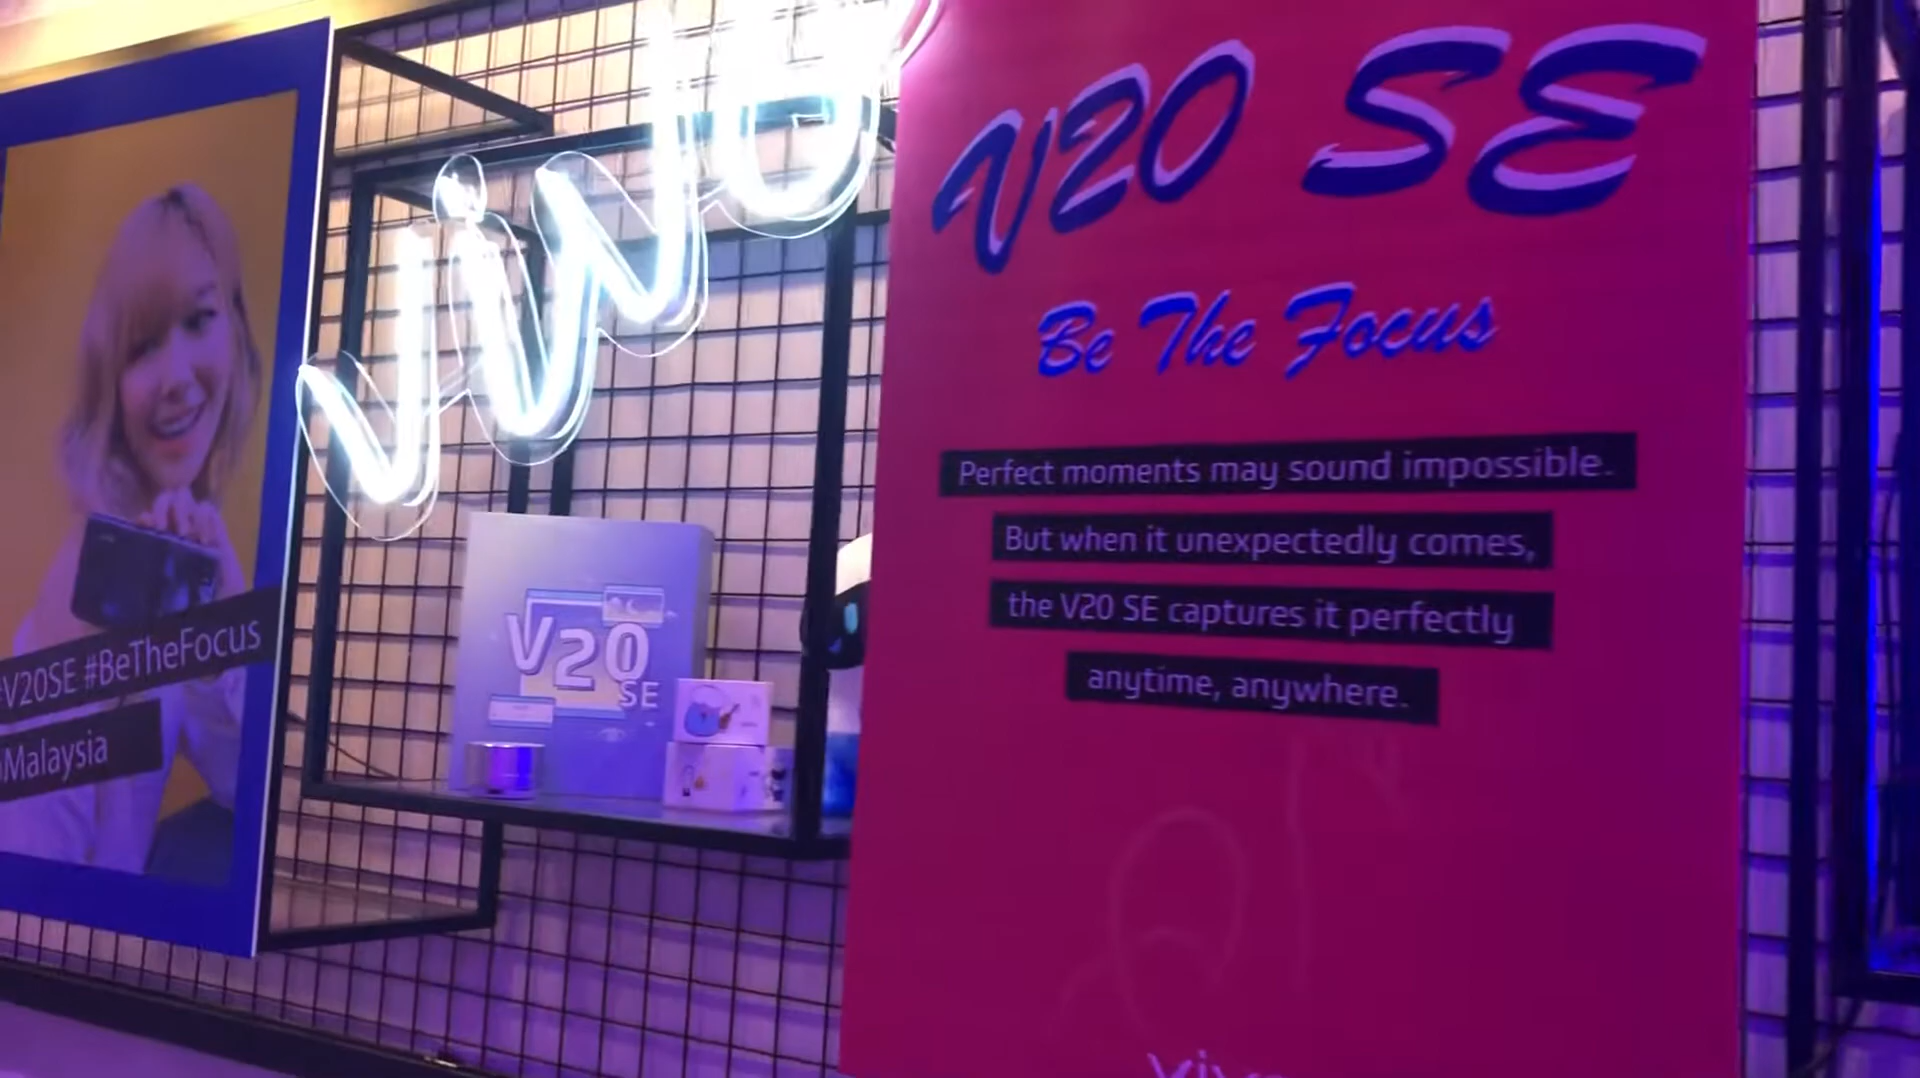 #V20SE #BeTheFocus
Malaysia
vivo
V20
SE
V20 SE
Be The Focus
Perfect moments may sound impossible.
But when it unexpectedly comes,
the V20 SE captures it perfectly
anytime, anywhere.
vivo